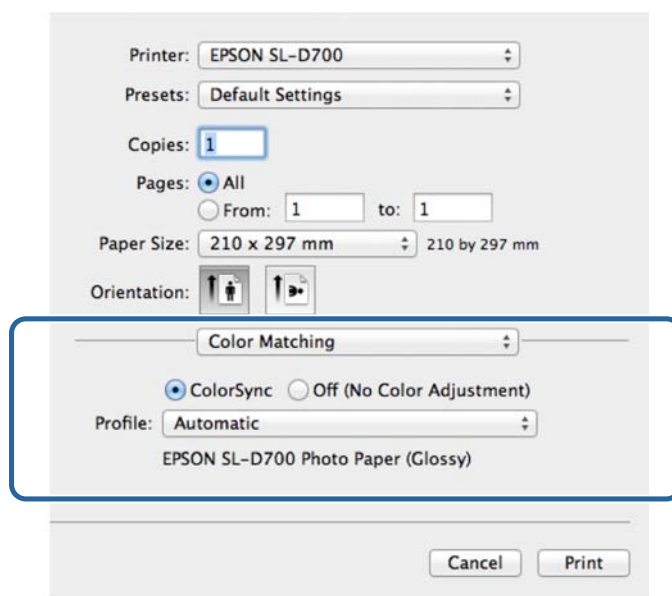 Printer: EPSON SL-D700
Presets: Default Settings
Copies: 1
Pages: All
From: 1 to: 1
Paper Size: 210 x 297 mm 210 by 297 mm
Orientation:
Color Matching
ColorSync Off (No Color Adjustment)
Profile: Automatic
EPSON SL-D700 Photo Paper (Glossy)
Cancel Print